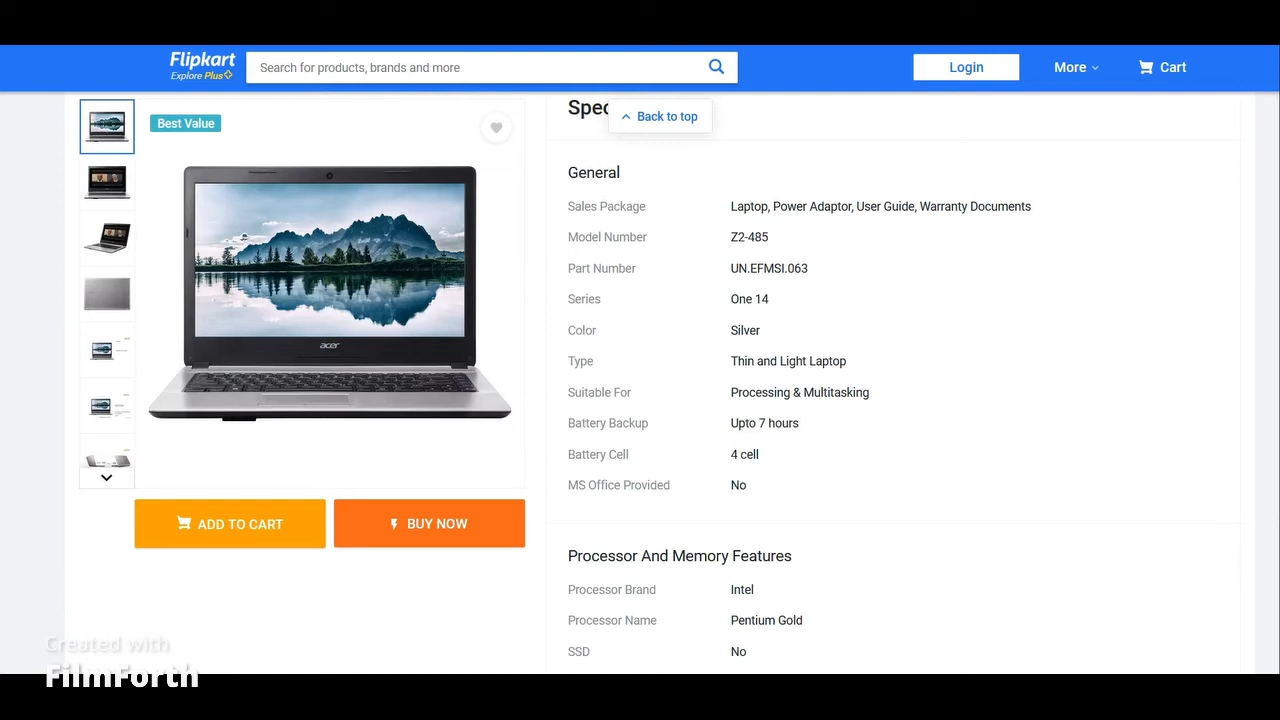 Flipkart
Explore Plus
Search for products, brands and more
Login
More
Cart
Best Value
acer
ADD TO CART
BUY NOW
Back to top
General
Sales Package Laptop, Power Adaptor, User Guide, Warranty Documents
Model Number Z2-485
Part Number UN.EFMSI.063
Series One 14
Color Silver
Type Thin and Light Laptop
Suitable For Processing & Multitasking
Battery Backup Upto 7 hours
Battery Cell 4 cell
MS Office Provided No
Processor And Memory Features
Processor Brand Intel
Processor Name Pentium Gold
SSD No
Created with
FilmForth